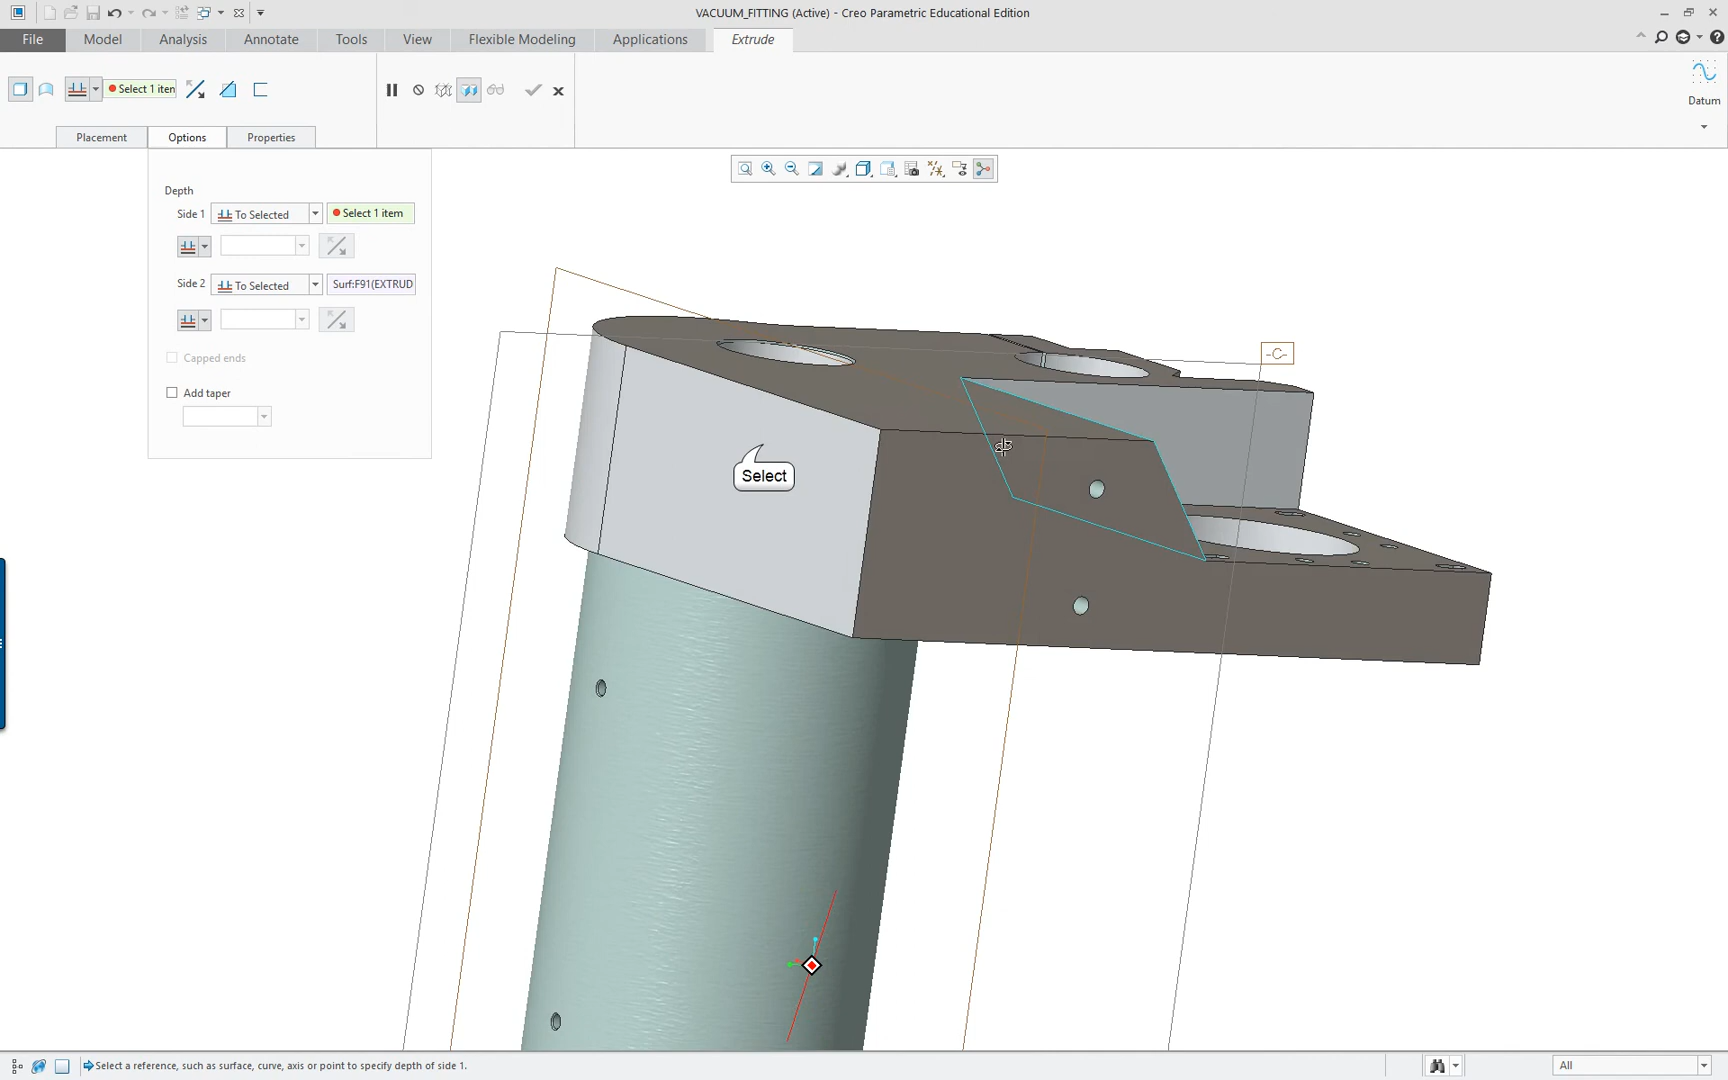 VACUUM_FITTING (Active) - Creo Parametric Educational Edition
File
Model
Analysis
Annotate
Tools
View
Flexible Modeling
Applications
Extrude
Select 1 iten
Datum
Placement
Options
Properties
Depth
Side 1
To Selected
Select 1 item
Side 2
To Selected
Surf:F91(EXTRUD
Capped ends
Add taper
-C-
Select
Select a reference, such as surface, curve, axis or point to specify depth of side 1.
All